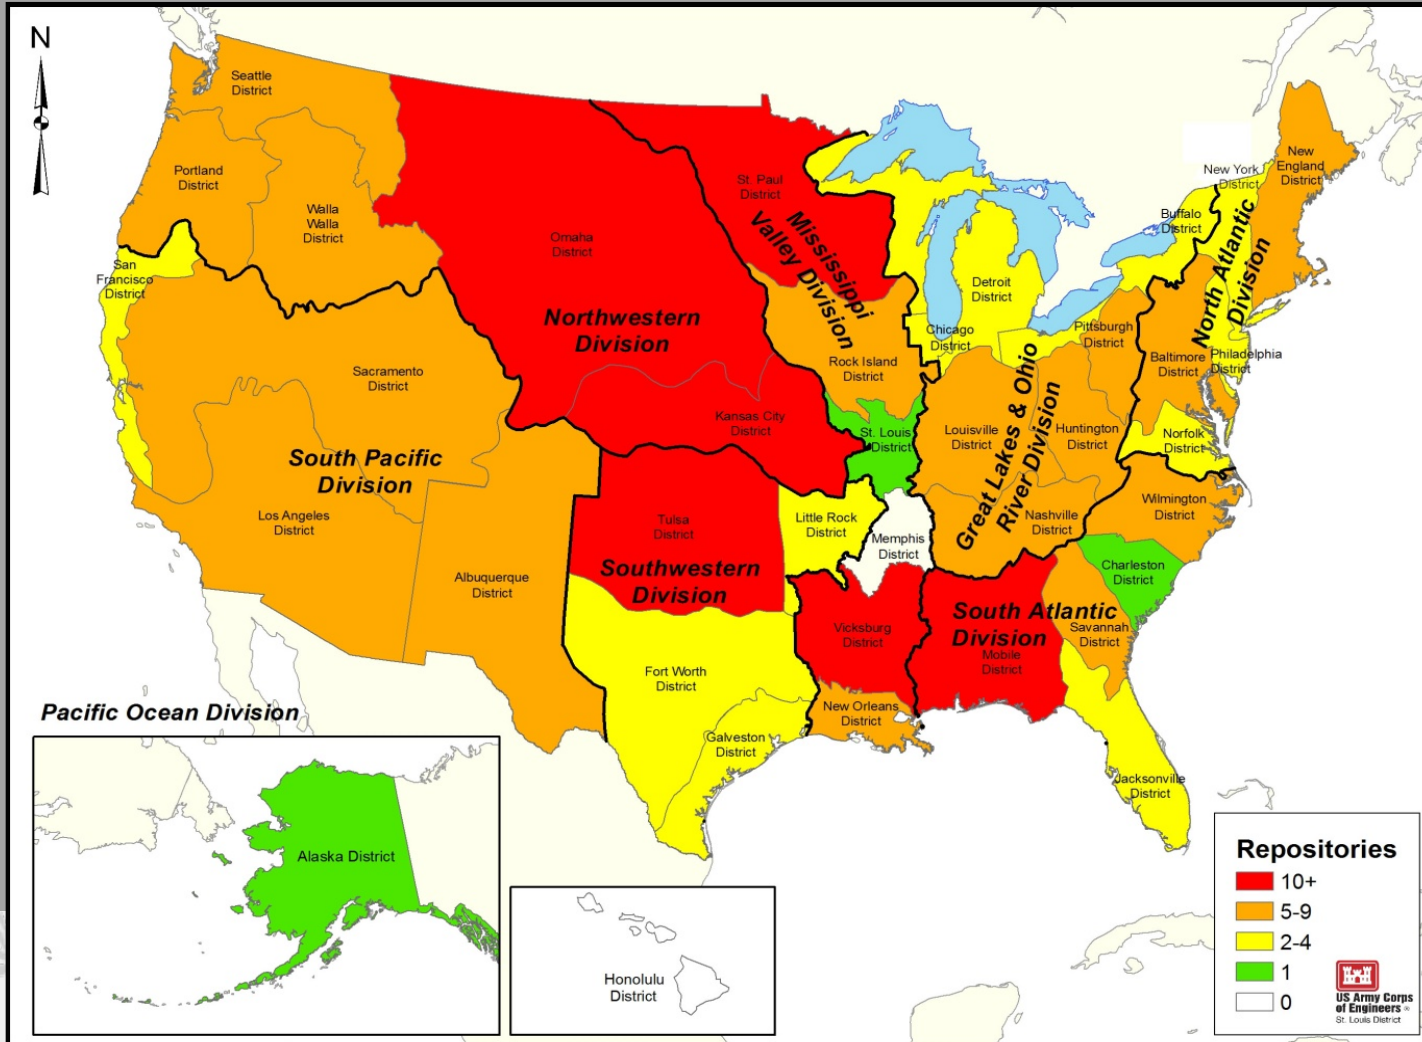 N
Seattle
District
Portland
District
Walla
Walla
District
San
Francisco
District
Omaha
District
St. Paul
District
Mississippi
Valley Division
New
England
District
New York
District
Buffalo
District
North Atlantic
Division
Northwestern
Division
Detroit
District
Chicago
District
Pittsburgh
District
Rock Island
District
Baltimore
District
Philadelphia
District
Sacramento
District
Kansas City
District
St. Louis
District
Louisville
District
Great Lakes & Ohio
River Division
Huntington
District
Norfolk
District
South Pacific
Division
Los Angeles
District
Tulsa
District
Little Rock
District
Memphis
District
Nashville
District
Wilmington
District
Albuquerque
District
Southwestern
Division
Charleston
District
South Atlantic
Division
Vicksburg
District
Savannah
District
Mobile
District
Fort Worth
District
New Orleans
District
Galveston
District
Jacksonville
District
Pacific Ocean Division
Alaska District
Honolulu
District
Repositories
10+
5-9
2-4
1
0
US Army Corps
of Engineers ®
St. Louis District